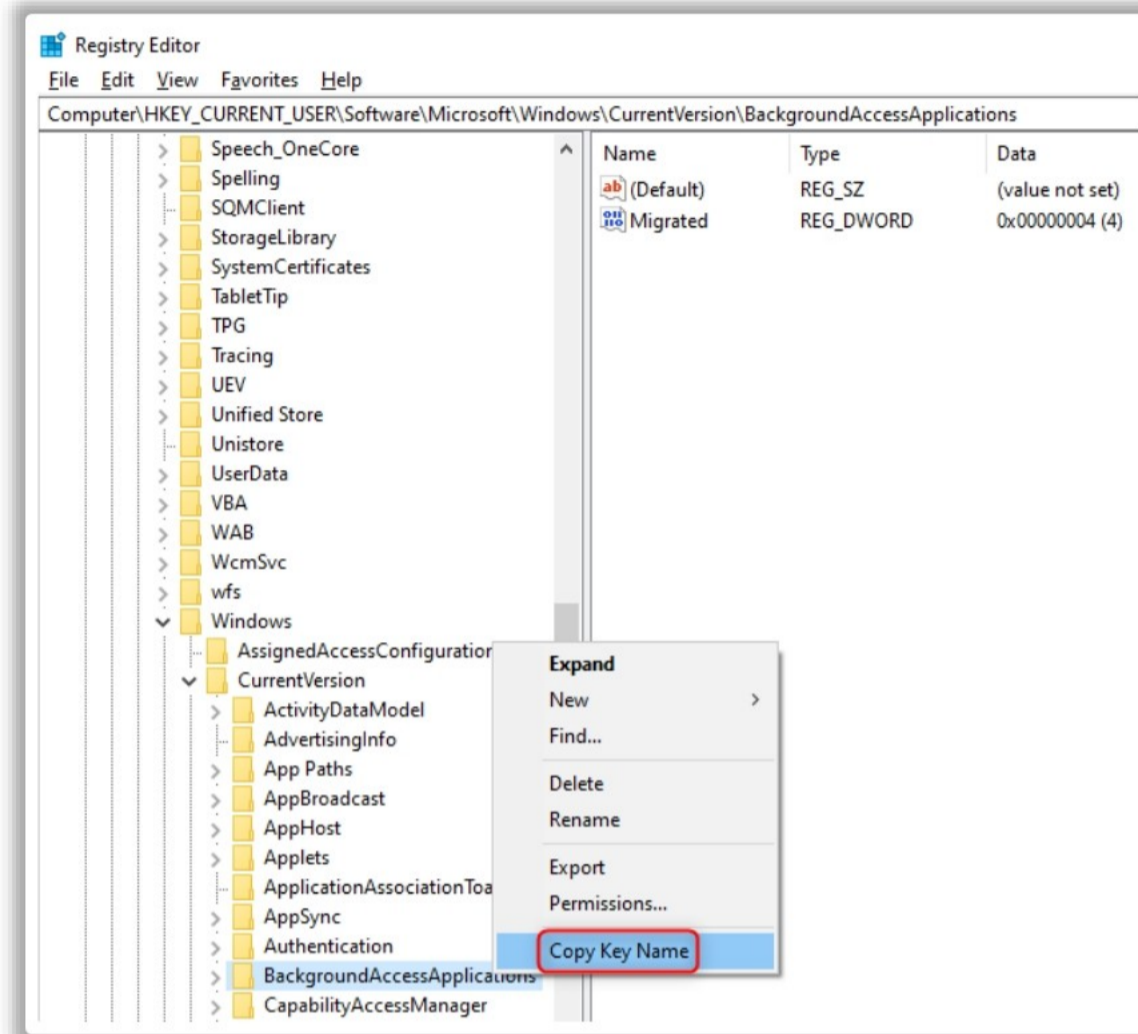 Registry Editor
File Edit View Favorites Help
Computer\HKEY_CURRENT_USER\Software\Microsoft\Windows\CurrentVersion\BackgroundAccessApplications
Speech_OneCore
Spelling
SQMClient
StorageLibrary
SystemCertificates
TabletTip
TPG
Tracing
UEV
Unified Store
Unistore
UserData
VBA
WAB
WcmSvc
wfs
Windows
AssignedAccessConfiguration
CurrentVersion
ActivityDataModel
AdvertisingInfo
App Paths
AppBroadcast
AppHost
Applets
ApplicationAssociationToa
AppSync
Authentication
BackgroundAccessApplications
CapabilityAccessManager
Name Type Data
(Default) REG_SZ (value not set)
Migrated REG_DWORD 0x00000004 (4)
Expand
New
Find...
Delete
Rename
Export
Permissions...
Copy Key Name